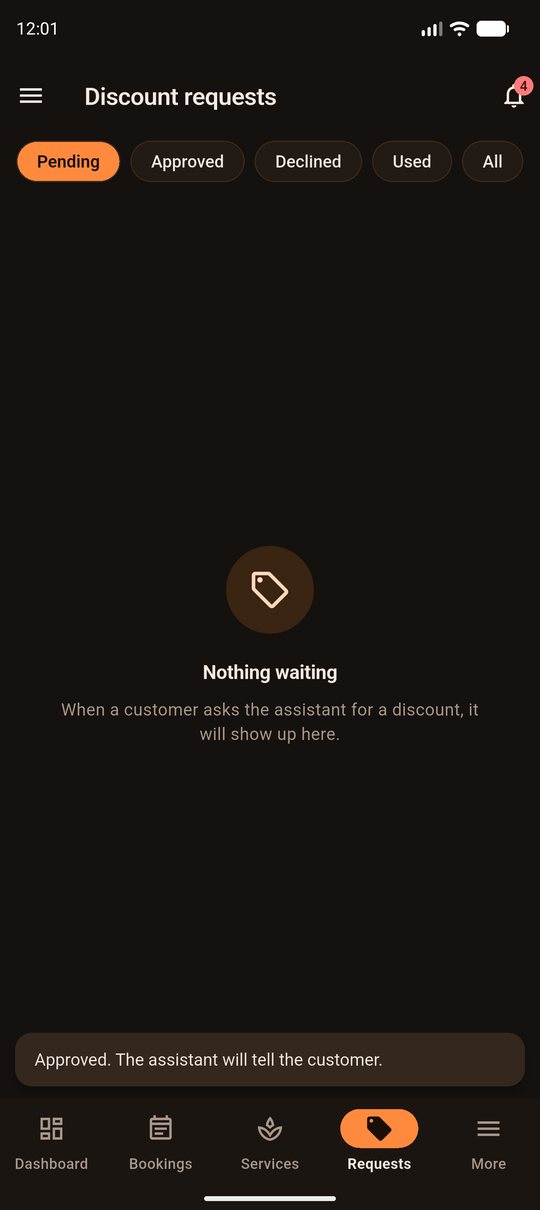 12:01
Discount requests
4
Pending
Approved
Declined
Used
All
Nothing waiting
When a customer asks the assistant for a discount, it
will show up here.
Approved. The assistant will tell the customer.
Dashboard
Bookings
Services
Requests
More